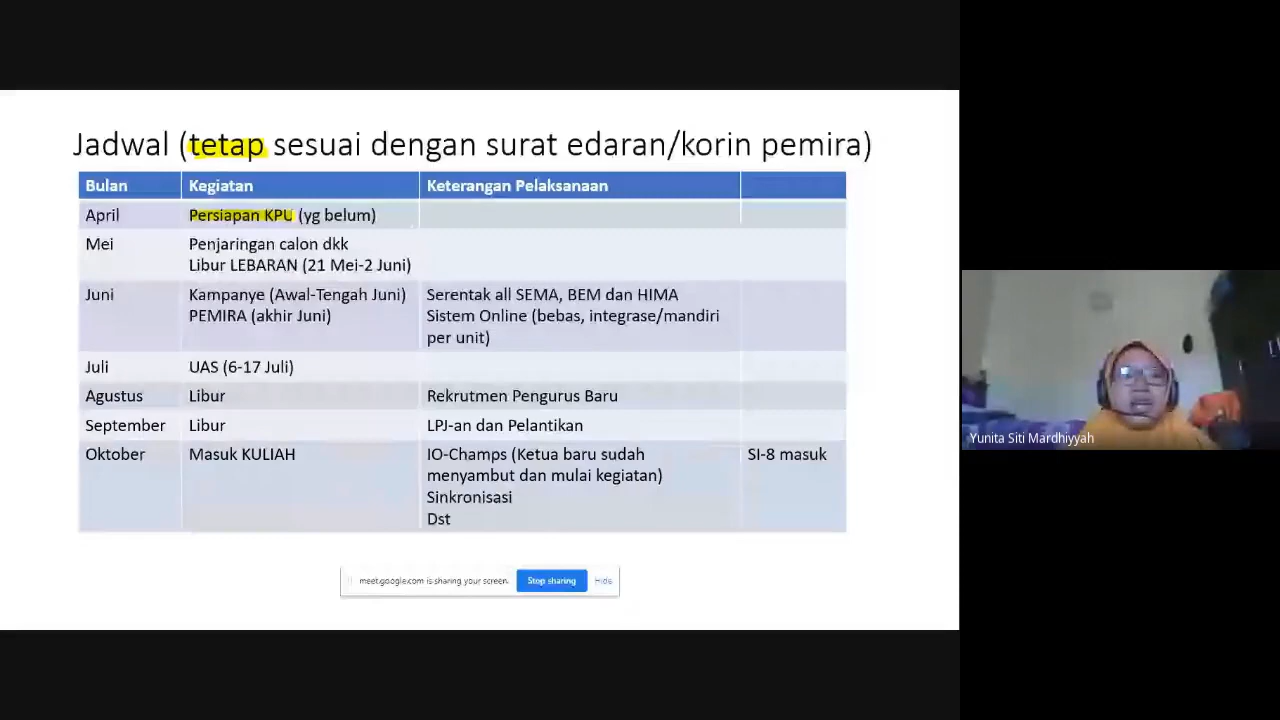 Jadwal (tetap sesuai dengan surat edaran/korin pemira)
Bulan Kegiatan Keterangan Pelaksanaan
April Persiapan KPU (yg belum)
Mei Penjaringan calon dkk
Libur LEBARAN (21 Mei-2 Juni)
Juni Kampanye (Awal-Tengah Juni) Serentak all SEMA, BEM dan HIMA
PEMIRA (akhir Juni) Sistem Online (bebas, integrase/mandiri
per unit)
Juli UAS (6-17 Juli)
Agustus Libur Rekrutmen Pengurus Baru
September Libur LPJ-an dan Pelantikan
Oktober Masuk KULIAH IO-Champs (Ketua baru sudah SI-8 masuk
menyambut dan mulai kegiatan)
Sinkronisasi
Dst
meet.google.com is sharing your screen. Stop sharing Hide
Yunita Siti Mardhiyyah